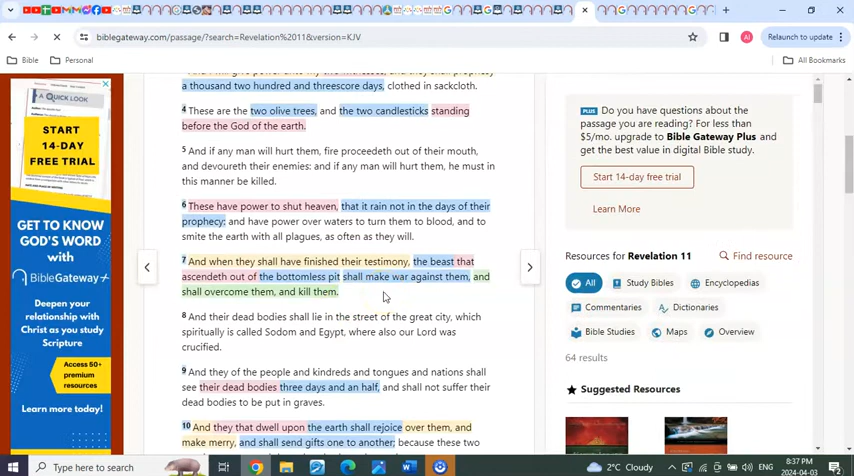 biblegateway.com/passage/?search=Revelation%2011&version=KJV
AI
Relaunch to update
Bible
Personal
All Bookmarks
a thousand two hundred and threescore days, clothed in sackcloth.
4 These are the two olive trees, and the two candlesticks standing
before the God of the earth.
5 And if any man will hurt them, fire proceedeth out of their mouth,
and devoureth their enemies: and if any man will hurt them, he must in
this manner be killed.
6 These have power to shut heaven, that it rain not in the days of their
prophecy: and have power over waters to turn them to blood, and to
smite the earth with all plagues, as often as they will.
7 And when they shall have finished their testimony, the beast that
ascendeth out of the bottomless pit shall make war against them, and
shall overcome them, and kill them.
8 And their dead bodies shall lie in the street of the great city, which
spiritually is called Sodom and Egypt, where also our Lord was
crucified.
9 And they of the people and kindreds and tongues and nations shall
see their dead bodies three days and an half, and shall not suffer their
dead bodies to be put in graves.
10 And they that dwell upon the earth shall rejoice over them, and
make merry, and shall send gifts one to another; because these two
A QUICK LOOK
START
14-DAY
FREE TRIAL
GET TO KNOW
GOD'S WORD
with
BibleGateway+
Deepen your
relationship with
Christ as you study
Scripture
Access 50+
premium
resources
Learn more today!
PLUS Do you have questions about the
passage you are reading? For less than
$5/mo. upgrade to Bible Gateway Plus and
get the best value in digital Bible study.
Start 14-day free trial
Learn More
Resources for Revelation 11
Find resource
All
Study Bibles
Encyclopedias
Commentaries
Dictionaries
Bible Studies
Maps
Overview
64 results
Suggested Resources
Type here to search
2°C Cloudy
ENG
8:37 PM
2024-04-03